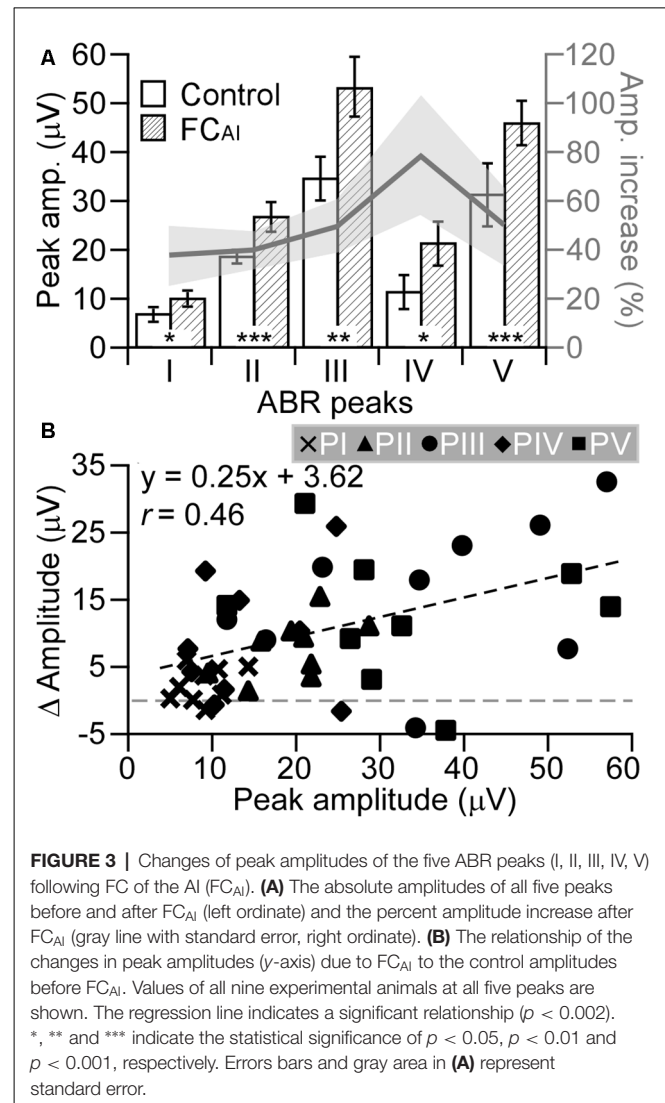 A
60
50
40
30
20
10
0
Peak amp. (μV)
Control
FCAI
120
100
80
60
40
20
0
Amp. increase (%)
* *** ** * ***
I II III IV V
ABR peaks
B
PI PII PIII PIV PV
35
25
15
5
-5
Δ Amplitude (μV)
y = 0.25x + 3.62
r = 0.46
0 10 20 30 40 50 60
Peak amplitude (μV)
FIGURE 3 | Changes of peak amplitudes of the five ABR peaks (I, II, III, IV, V)
following FC of the AI (FCAI). (A) The absolute amplitudes of all five peaks
before and after FCAI (left ordinate) and the percent amplitude increase after
FCAI (gray line with standard error, right ordinate). (B) The relationship of the
changes in peak amplitudes (y-axis) due to FCAI to the control amplitudes
before FCAI. Values of all nine experimental animals at all five peaks are
shown. The regression line indicates a significant relationship (p < 0.002).
*, ** and *** indicate the statistical significance of p < 0.05, p < 0.01 and
p < 0.001, respectively. Errors bars and gray area in (A) represent
standard error.